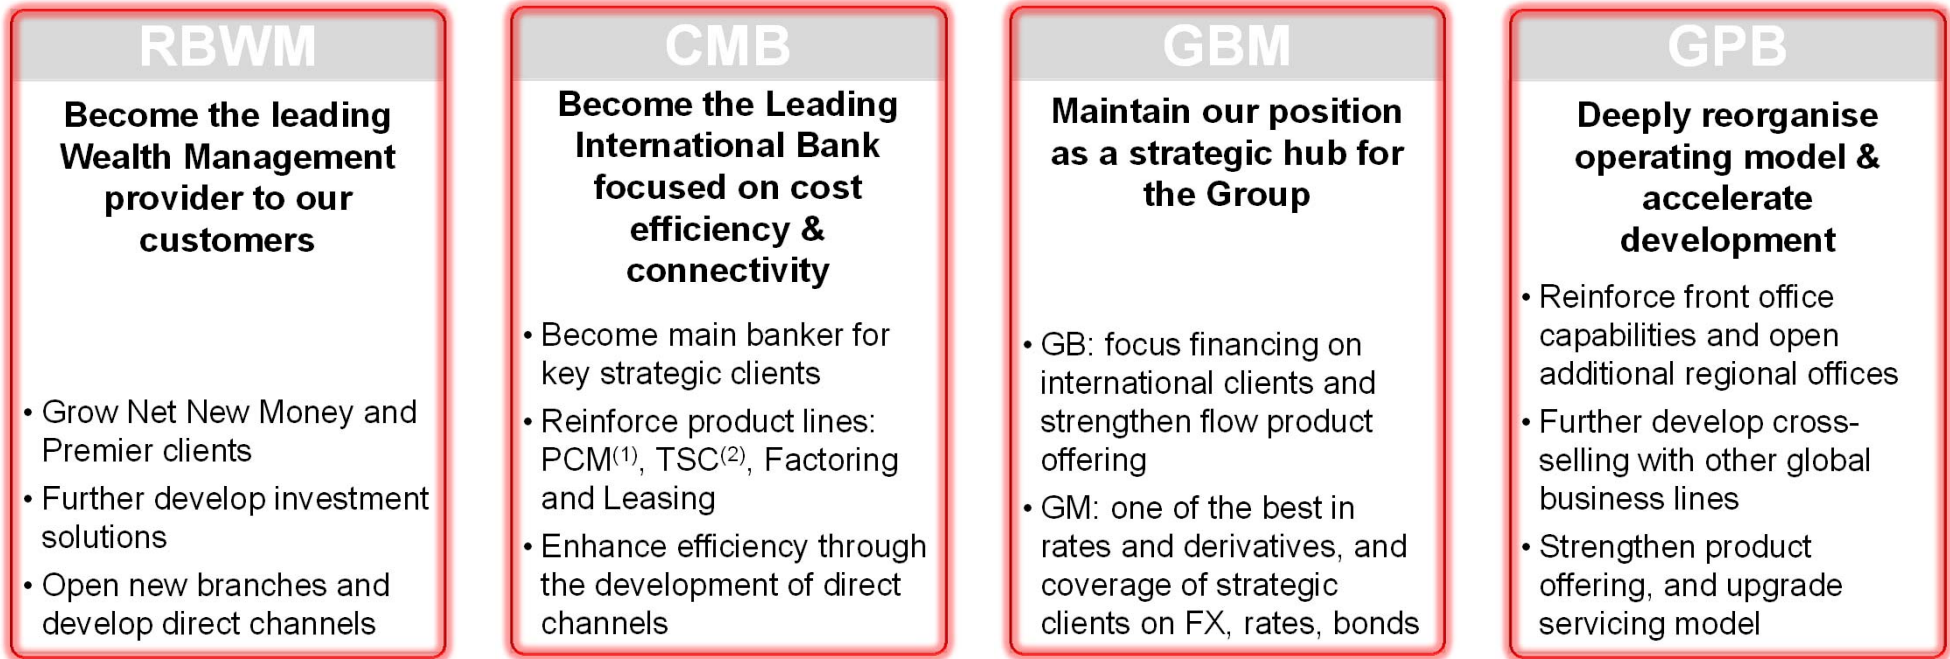 RBWM
Become the leading
Wealth Management
provider to our
customers
• Grow Net New Money and
Premier clients
• Further develop investment
solutions
• Open new branches and
develop direct channels
CMB
Become the Leading
International Bank
focused on cost
efficiency &
connectivity
• Become main banker for
key strategic clients
• Reinforce product lines:
PCM(1), TSC(2), Factoring
and Leasing
• Enhance efficiency through
the development of direct
channels
GBM
Maintain our position
as a strategic hub for
the Group
• GB: focus financing on
international clients and
strengthen flow product
offering
• GM: one of the best in
rates and derivatives, and
coverage of strategic
clients on FX, rates, bonds
GPB
Deeply reorganise
operating model &
accelerate
development
• Reinforce front office
capabilities and open
additional regional offices
• Further develop cross-
selling with other global
business lines
• Strengthen product
offering, and upgrade
servicing model